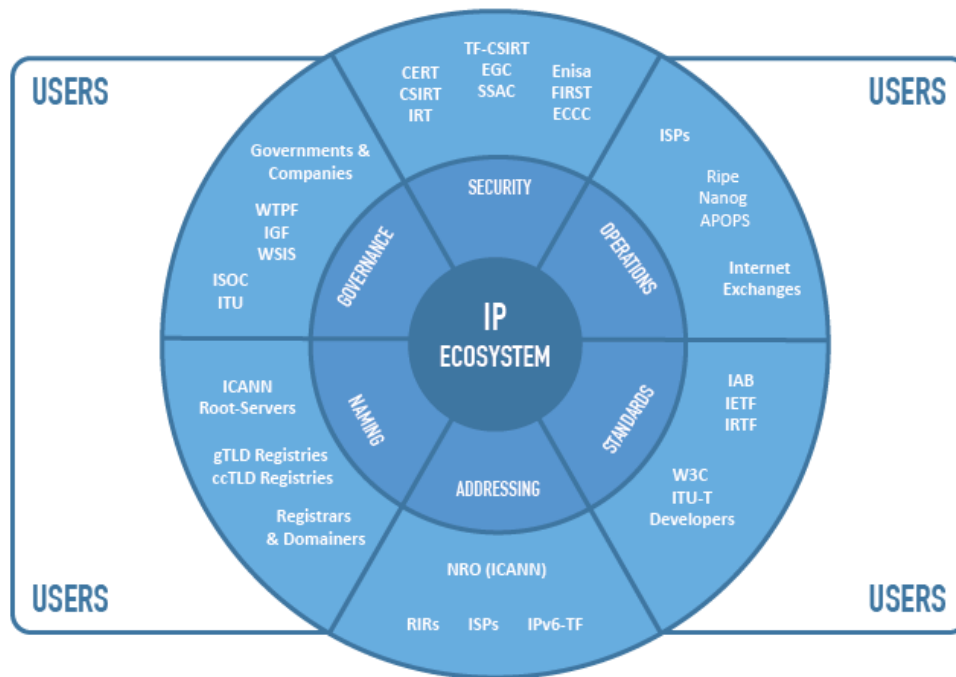 USERS
USERS
TF-CSIRT
EGC
SSAC
CERT
CSIRT
IRT
Enisa
FIRST
ECCC
SECURITY
Governments &
Companies
WTPF
IGF
WSIS
ISOC
ITU
GOVERNANCE
ISPs
Ripe
Nanog
APOPS
Internet
Exchanges
OPERATIONS
IP
ECOSYSTEM
ICANN
Root-Servers
gTLD Registries
ccTLD Registries
Registrars
& Domainers
NAMING
IAB
IETF
IRTF
W3C
ITU-T
Developers
STANDARDS
ADDRESSING
NRO (ICANN)
RIRs ISPs IPv6-TF
USERS
USERS